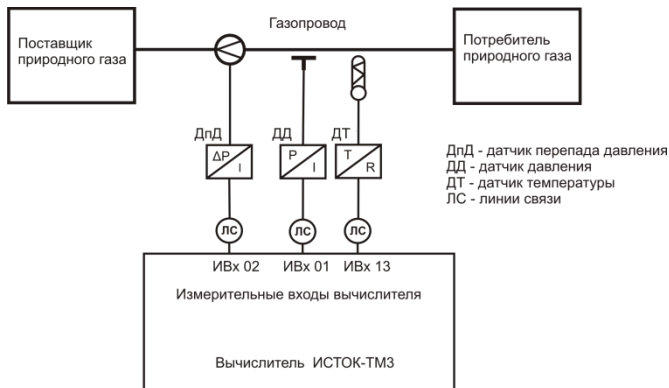 Газопровод
Поставщик
природного газа
Потребитель
природного газа
ДпД
ДД
ДТ
ΔP
I
P
I
T
R
ДпД - датчик перепада давления
ДД - датчик давления
ДТ - датчик температуры
ЛС - линии связи
ЛС
ЛС
ЛС
ИВх 02
ИВх 01
ИВх 13
Измерительные входы вычислителя
Вычислитель ИСТОК-ТМ3